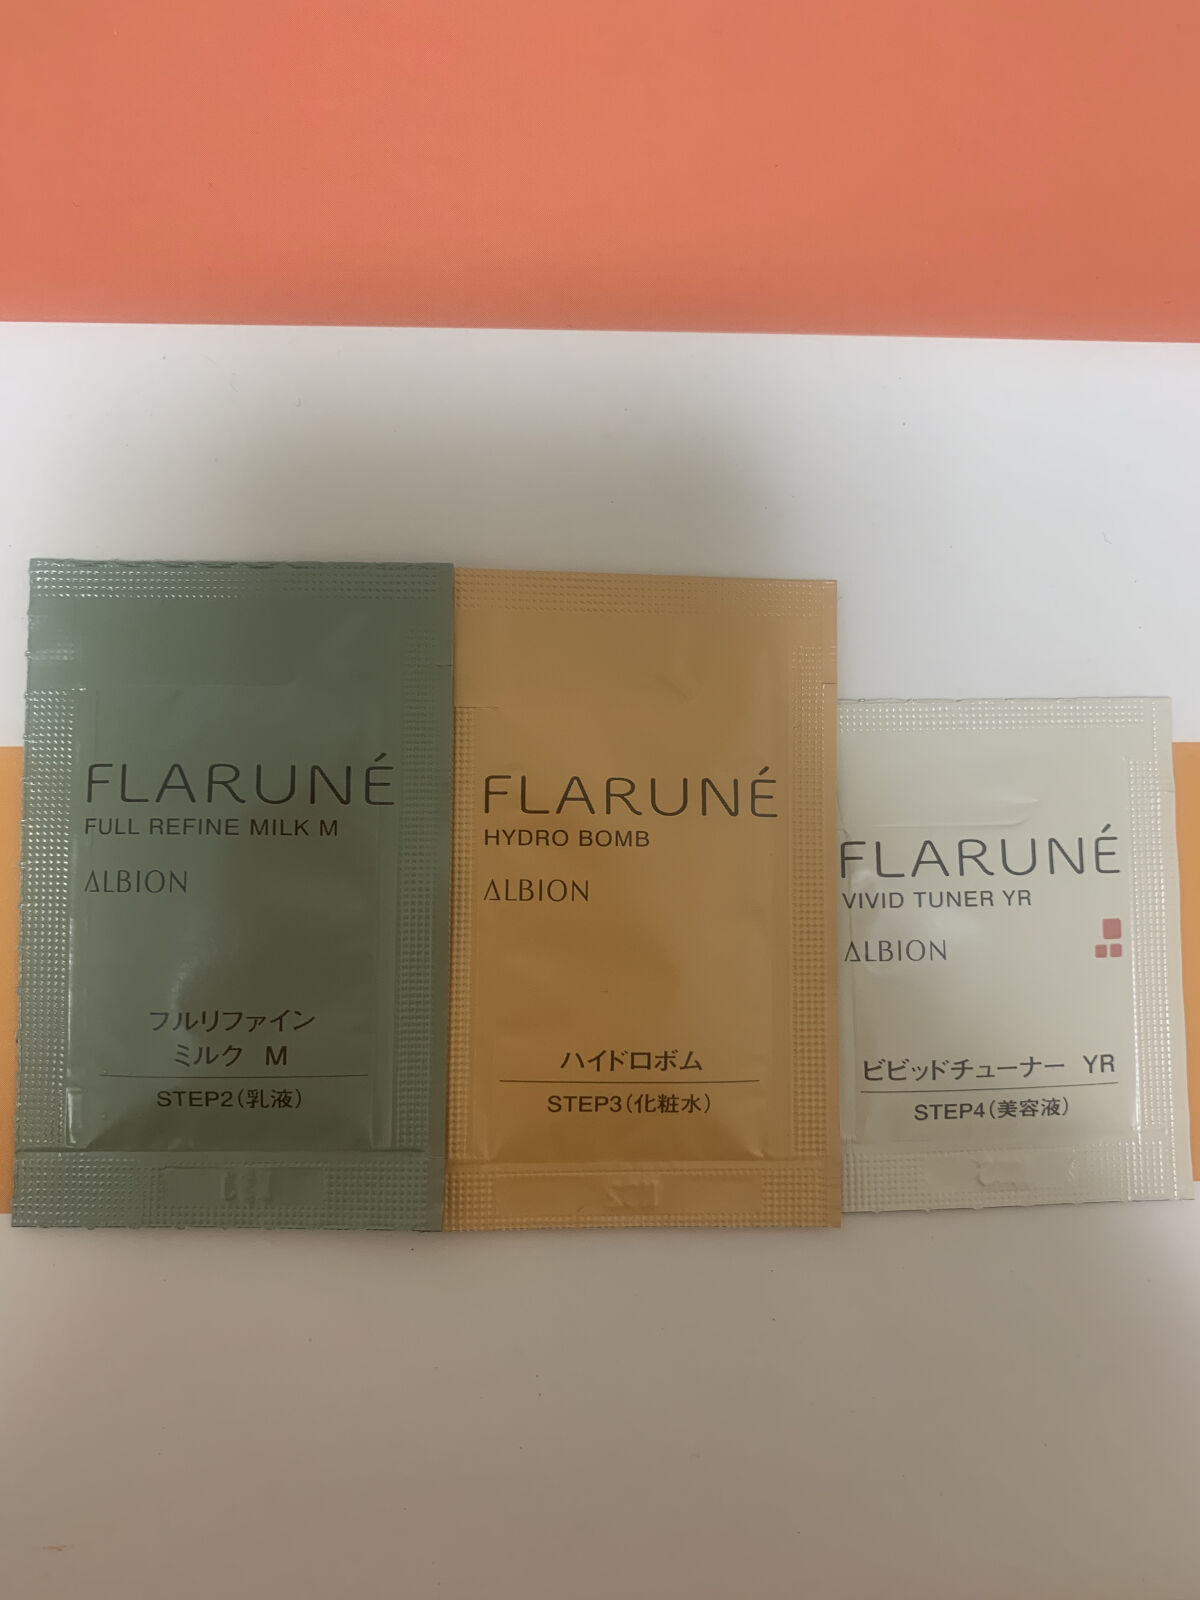 FLARUNÉ
FULL REFINE MILK M
ALBION
フルリファイン
ミルク M
STEP2(乳液)
FLARUNÉ
HYDRO BOMB
ALBION
ハイドロボム
STEP3(化粧水)
FLARUNÉ
VIVID TUNER YR
ALBION
ビビッドチューナー YR
STEP4(美容液)